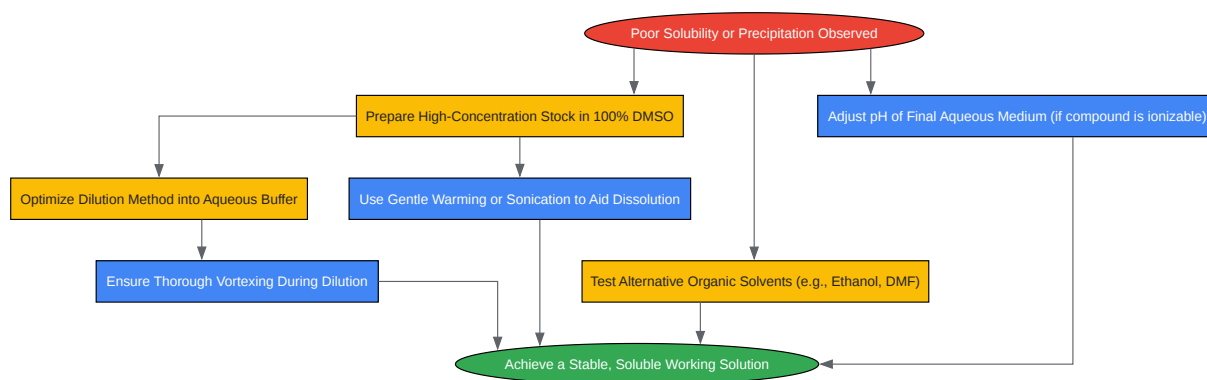 Poor Solubility or Precipitation Observed
Prepare High-Concentration Stock in 100% DMSO
Adjust pH of Final Aqueous Medium (if compound is ionizable)
Optimize Dilution Method into Aqueous Buffer
Use Gentle Warming or Sonication to Aid Dissolution
Ensure Thorough Vortexing During Dilution
Test Alternative Organic Solvents (e.g., Ethanol, DMF)
Achieve a Stable, Soluble Working Solution